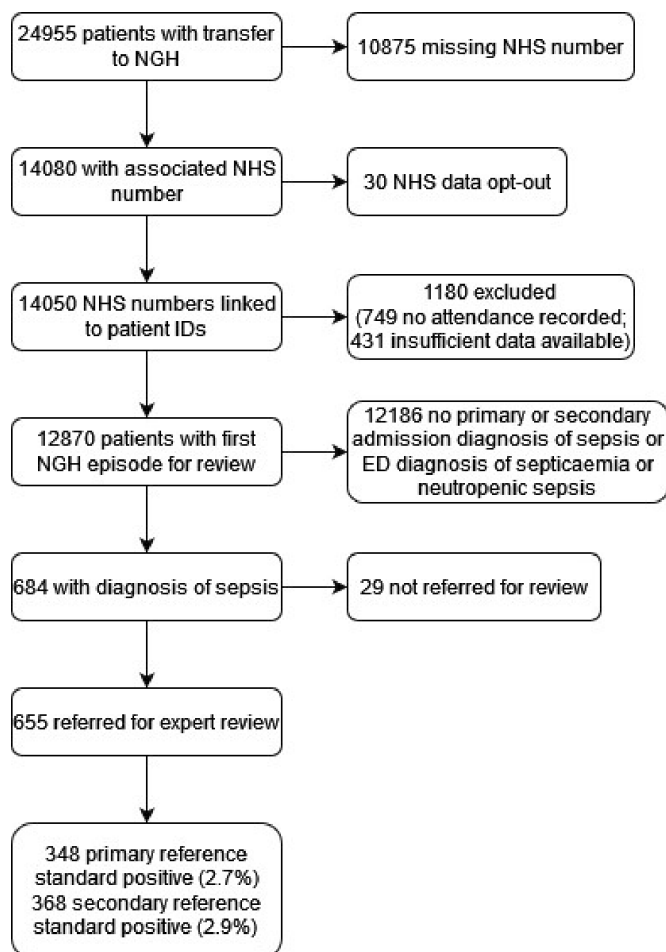 24955 patients with transfer
to NGH
10875 missing NHS number
14080 with associated NHS
number
30 NHS data opt-out
14050 NHS numbers linked
to patient IDs
1180 excluded
(749 no attendance recorded;
431 insufficient data available)
12870 patients with first
NGH episode for review
12186 no primary or secondary
admission diagnosis of sepsis or
ED diagnosis of septicaemia or
neutropenic sepsis
684 with diagnosis of sepsis
29 not referred for review
655 referred for expert review
348 primary reference
standard positive (2.7%)
368 secondary reference
standard positive (2.9%)